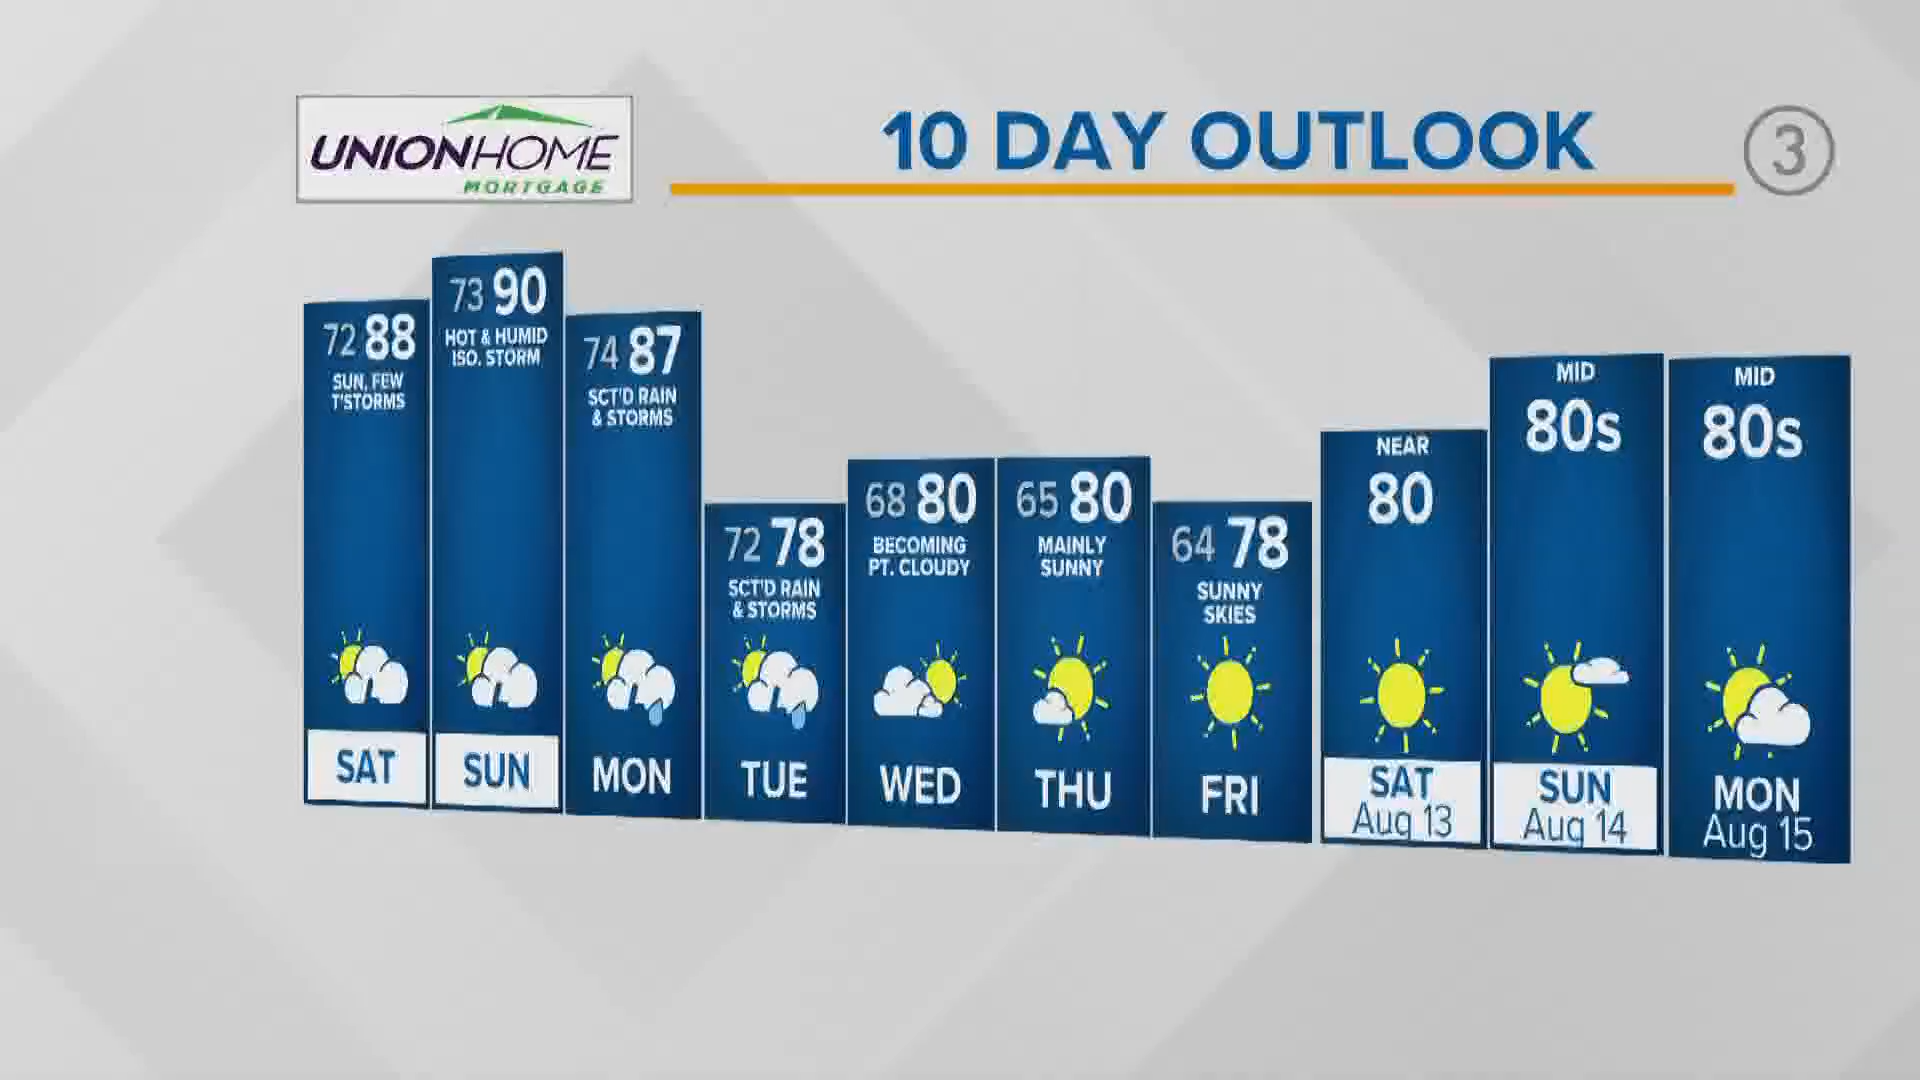 UNIONHOME
MORTGAGE
10 DAY OUTLOOK
3
72 88
SUN, FEW
T'STORMS
SAT
73 90
HOT & HUMID
ISO. STORM
SUN
74 87
SCT'D RAIN
& STORMS
MON
72 78
SCT'D RAIN
& STORMS
TUE
68 80
BECOMING
PT. CLOUDY
WED
65 80
MAINLY
SUNNY
THU
64 78
SUNNY
SKIES
FRI
NEAR
80
SAT
Aug 13
MID
80s
SUN
Aug 14
MID
80s
MON
Aug 15